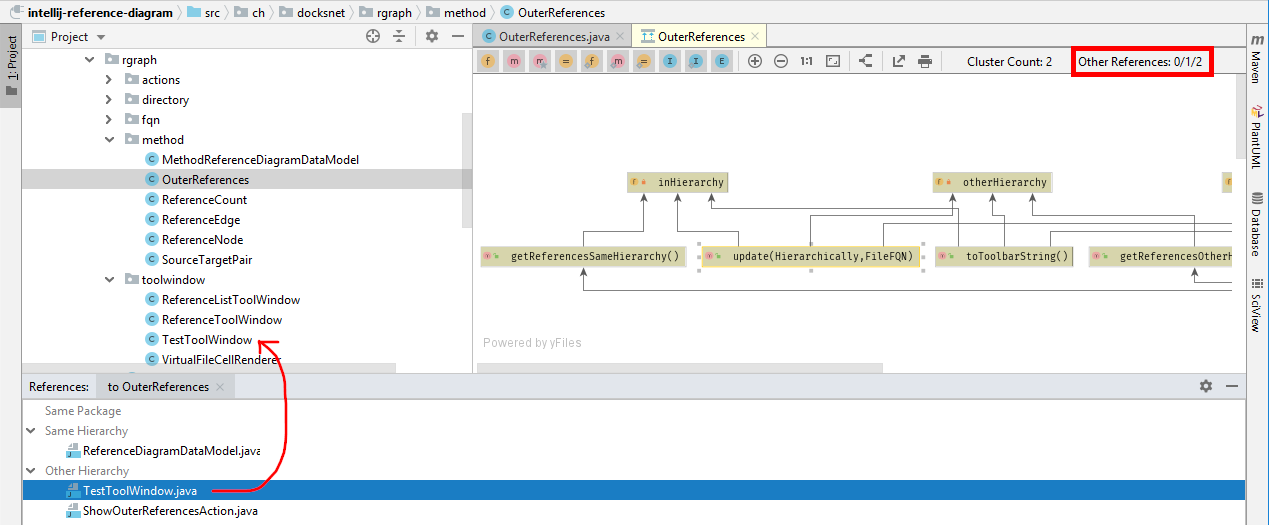 intellij-reference-diagram src ch docksnet rgraph method OuterReferences
1: Project
Project
rgraph
actions
directory
fqn
method
MethodReferenceDiagramDataModel
OuterReferences
ReferenceCount
ReferenceEdge
ReferenceNode
SourceTargetPair
toolwindow
ReferenceListToolWindow
ReferenceToolWindow
TestToolWindow
VirtualFileCellRenderer
OuterReferences.java OuterReferences
f m m = f m = I I E 1:1 Cluster Count: 2 Other References: 0/1/2
inHierarchy otherHierarchy
getReferencesSameHierarchy() update(Hierarchically,FileFQN) toToolbarString() getReferencesOtherH
Powered by yFiles
m Maven
PlantUML
Database
SciView
References: to OuterReferences
Same Package
Same Hierarchy
ReferenceDiagramDataModel.java
Other Hierarchy
TestToolWindow.java
ShowOuterReferencesAction.java